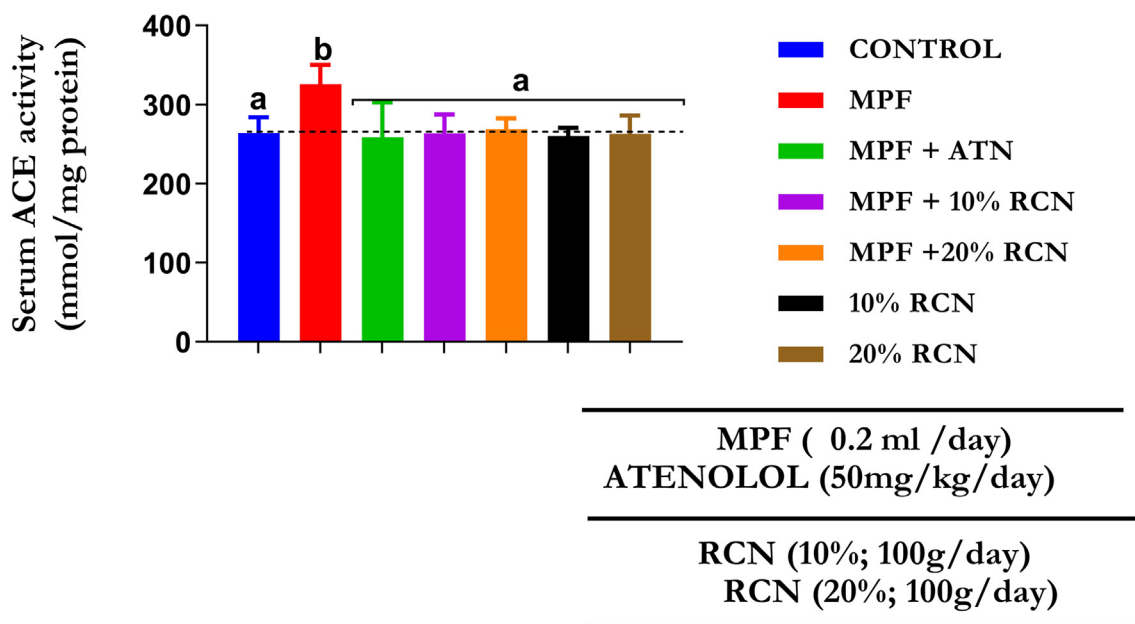 Serum ACE activity
(mmol/mg protein)
400
300
200
100
0
a
b
a
CONTROL
MPF
MPF + ATN
MPF + 10% RCN
MPF +20% RCN
10% RCN
20% RCN
MPF ( 0.2 ml /day)
ATENOLOL (50mg/kg/day)
RCN (10%; 100g/day)
RCN (20%; 100g/day)